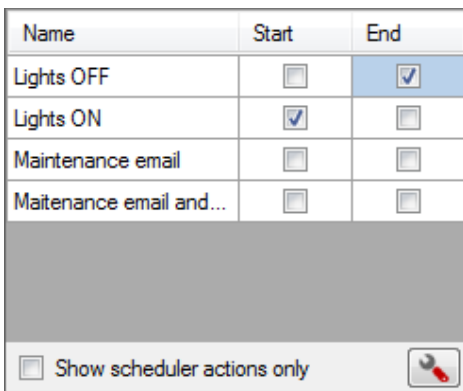 Name Start End
Lights OFF
Lights ON
Maintenance email
Maitenance email and...
Show scheduler actions only